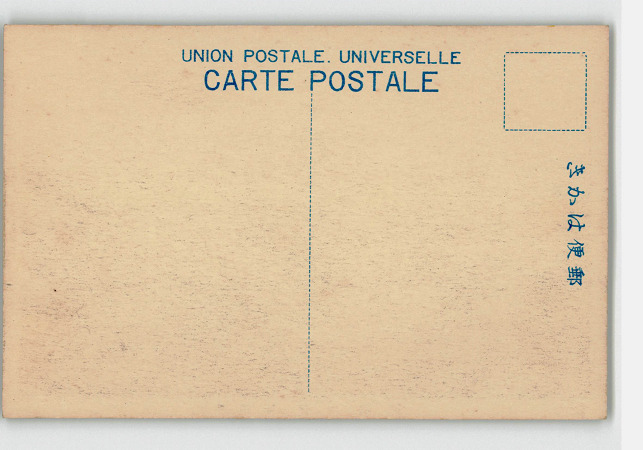 UNION POSTALE. UNIVERSELLE
CARTE POSTALE
郵便はかき